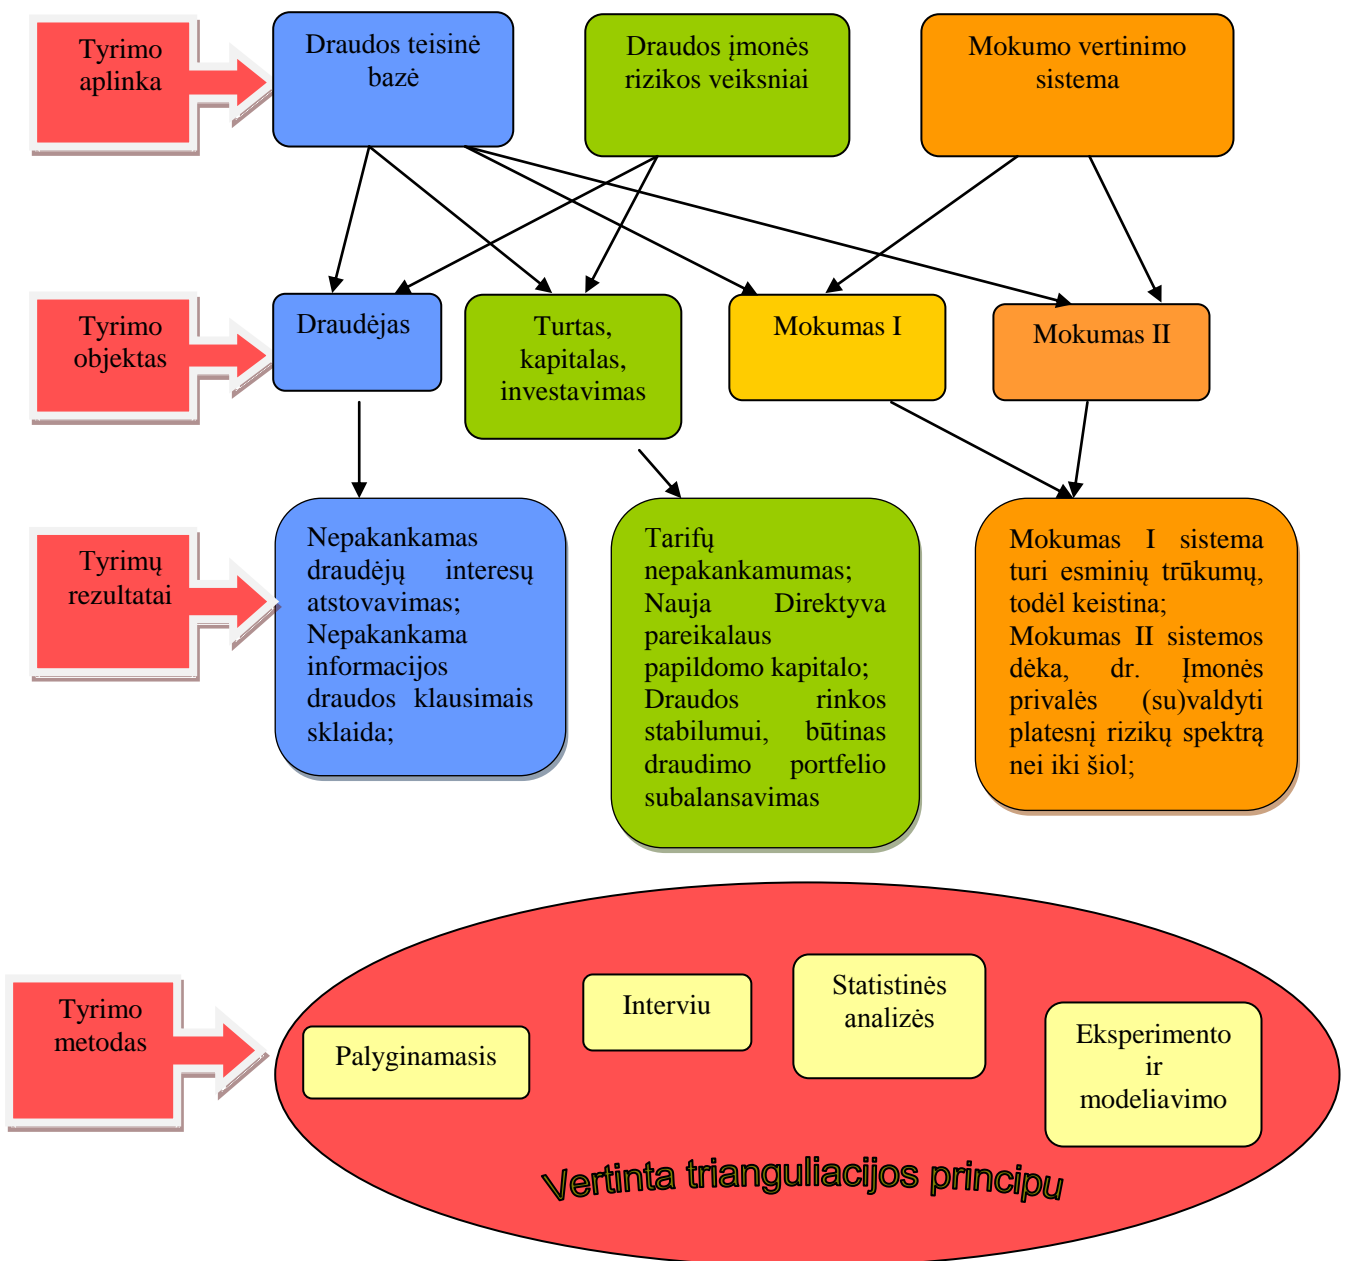 Tyrimo
aplinka
Draudos teisinė
bazė
Draudos įmonės
rizikos veiksniai
Mokumo vertinimo
sistema
Tyrimo
objektas
Draudėjas
Turtas,
kapitalas,
investavimas
Mokumas I
Mokumas II
Tyrimų
rezultatai
Nepakankamas
draudėjų interesų
atstovavimas;
Nepakankama
informacijos
draudos klausimais
sklaida;
Tarifų
nepakankamumas;
Nauja Direktyva
pareikalaus
papildomo kapitalo;
Draudos rinkos
stabilumui, būtinas
draudimo portfelio
subalansavimas
Mokumas I sistema
turi esminių trūkumų,
todėl keistina;
Mokumas II sistemos
dėka, dr. Įmonės
privalės (su)valdyti
platesnį rizikų spektrą
nei iki šiol;
Tyrimo
metodas
Palyginamasis
Interviu
Statistinės
analizės
Eksperimento
ir
modeliavimo
Vertinta trianguliacijos principu